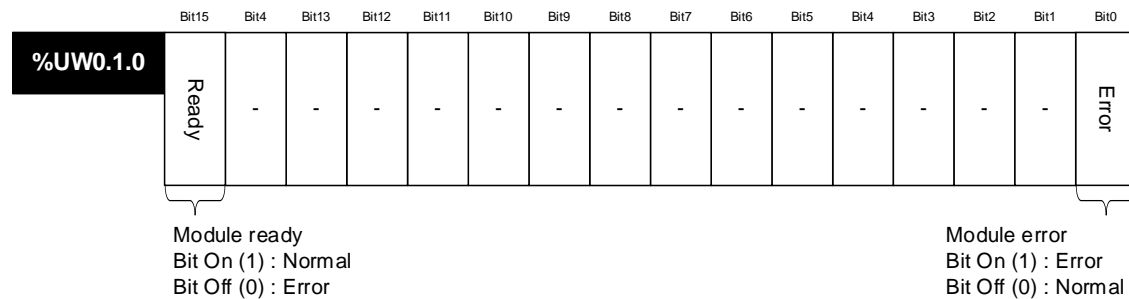 Bit15 Bit4 Bit13 Bit12 Bit11 Bit10 Bit9 Bit8 Bit7 Bit6 Bit5 Bit4 Bit3 Bit2 Bit1 Bit0
%UW0.1.0 Ready - - - - - - - - - - - - - - Error
Module ready
Bit On (1) : Normal
Bit Off (0) : Error
Module error
Bit On (1) : Error
Bit Off (0) : Normal